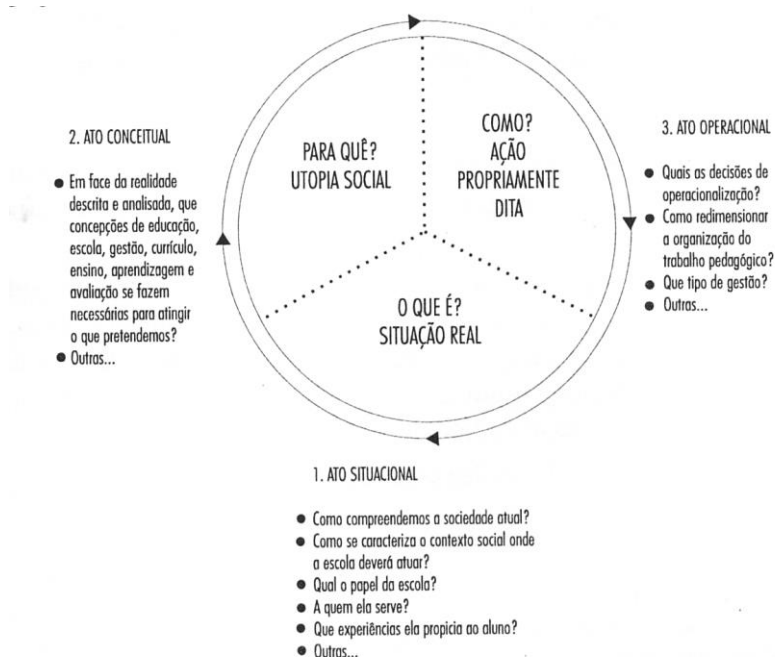 2. ATO CONCEITUAL
● Em face da realidade
descrita e analisada, que
concepções de educação,
escola, gestão, currículo,
ensino, aprendizagem e
avaliação se fazem
necessárias para atingir
o que pretendemos?
● Outras...
PARA QUÊ?
UTOPIA SOCIAL
COMO?
AÇÃO
PROPRIAMENTE
DITA
O QUE É?
SITUAÇÃO REAL
3. ATO OPERACIONAL
● Quais as decisões de
operacionalização?
● Como redimensionar
a organização do
trabalho pedagógico?
● Que tipo de gestão?
● Outras...
1. ATO SITUACIONAL
● Como compreendemos a sociedade atual?
● Como se caracteriza o contexto social onde
a escola deverá atuar?
● Qual o papel da escola?
● A quem ela serve?
● Que experiências ela propicia ao aluno?
● Outras...